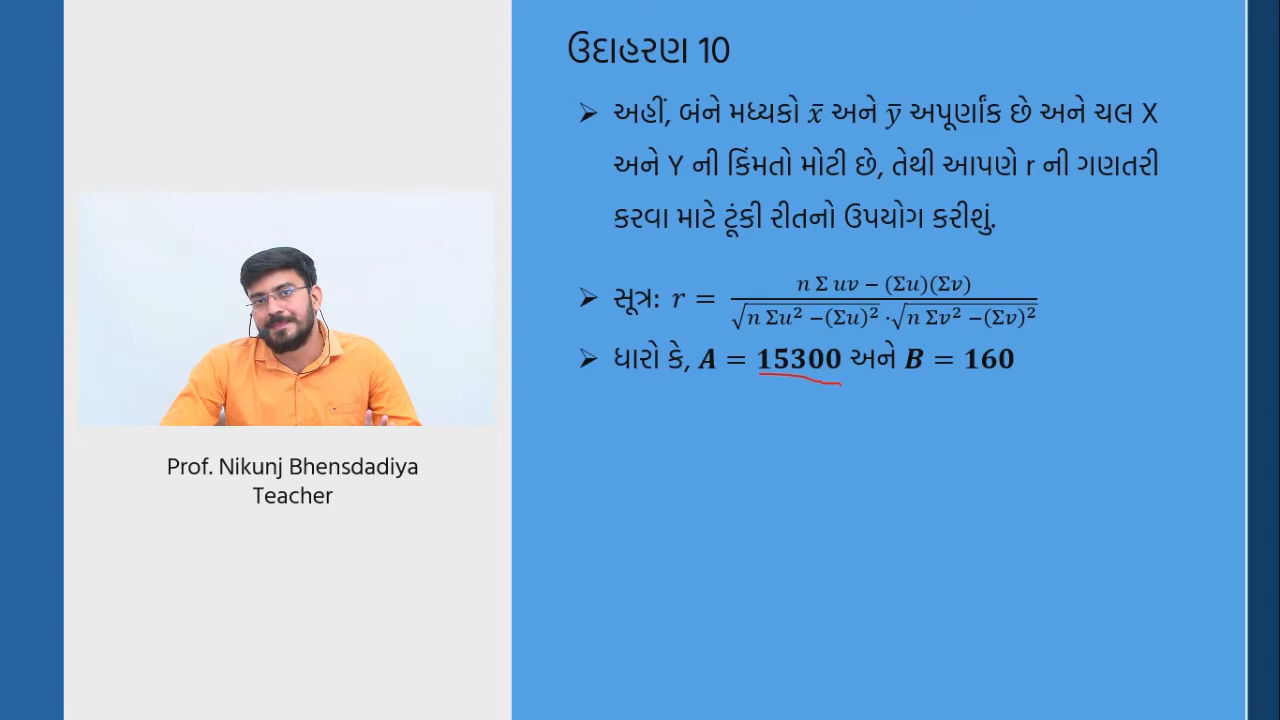 ઉદાહરણ 10
➢ અહીં, બંને મધ્યકો x̄ અને ȳ અપૂર્ણાંક છે અને ચલ X
અને Y ની કિંમતો મોટી છે, તેથી આપણે r ની ગણતરી
કરવા માટે ટૂંકી રીતનો ઉપયોગ કરીશું.
➢ સૂત્ર: r = (n Σ uv − (Σu)(Σv)) / (√(n Σu² −(Σu)²) ·√(n Σv² −(Σv)²))
➢ ધારો કે, A = 15300 અને B = 160
Prof. Nikunj Bhensdadiya
Teacher